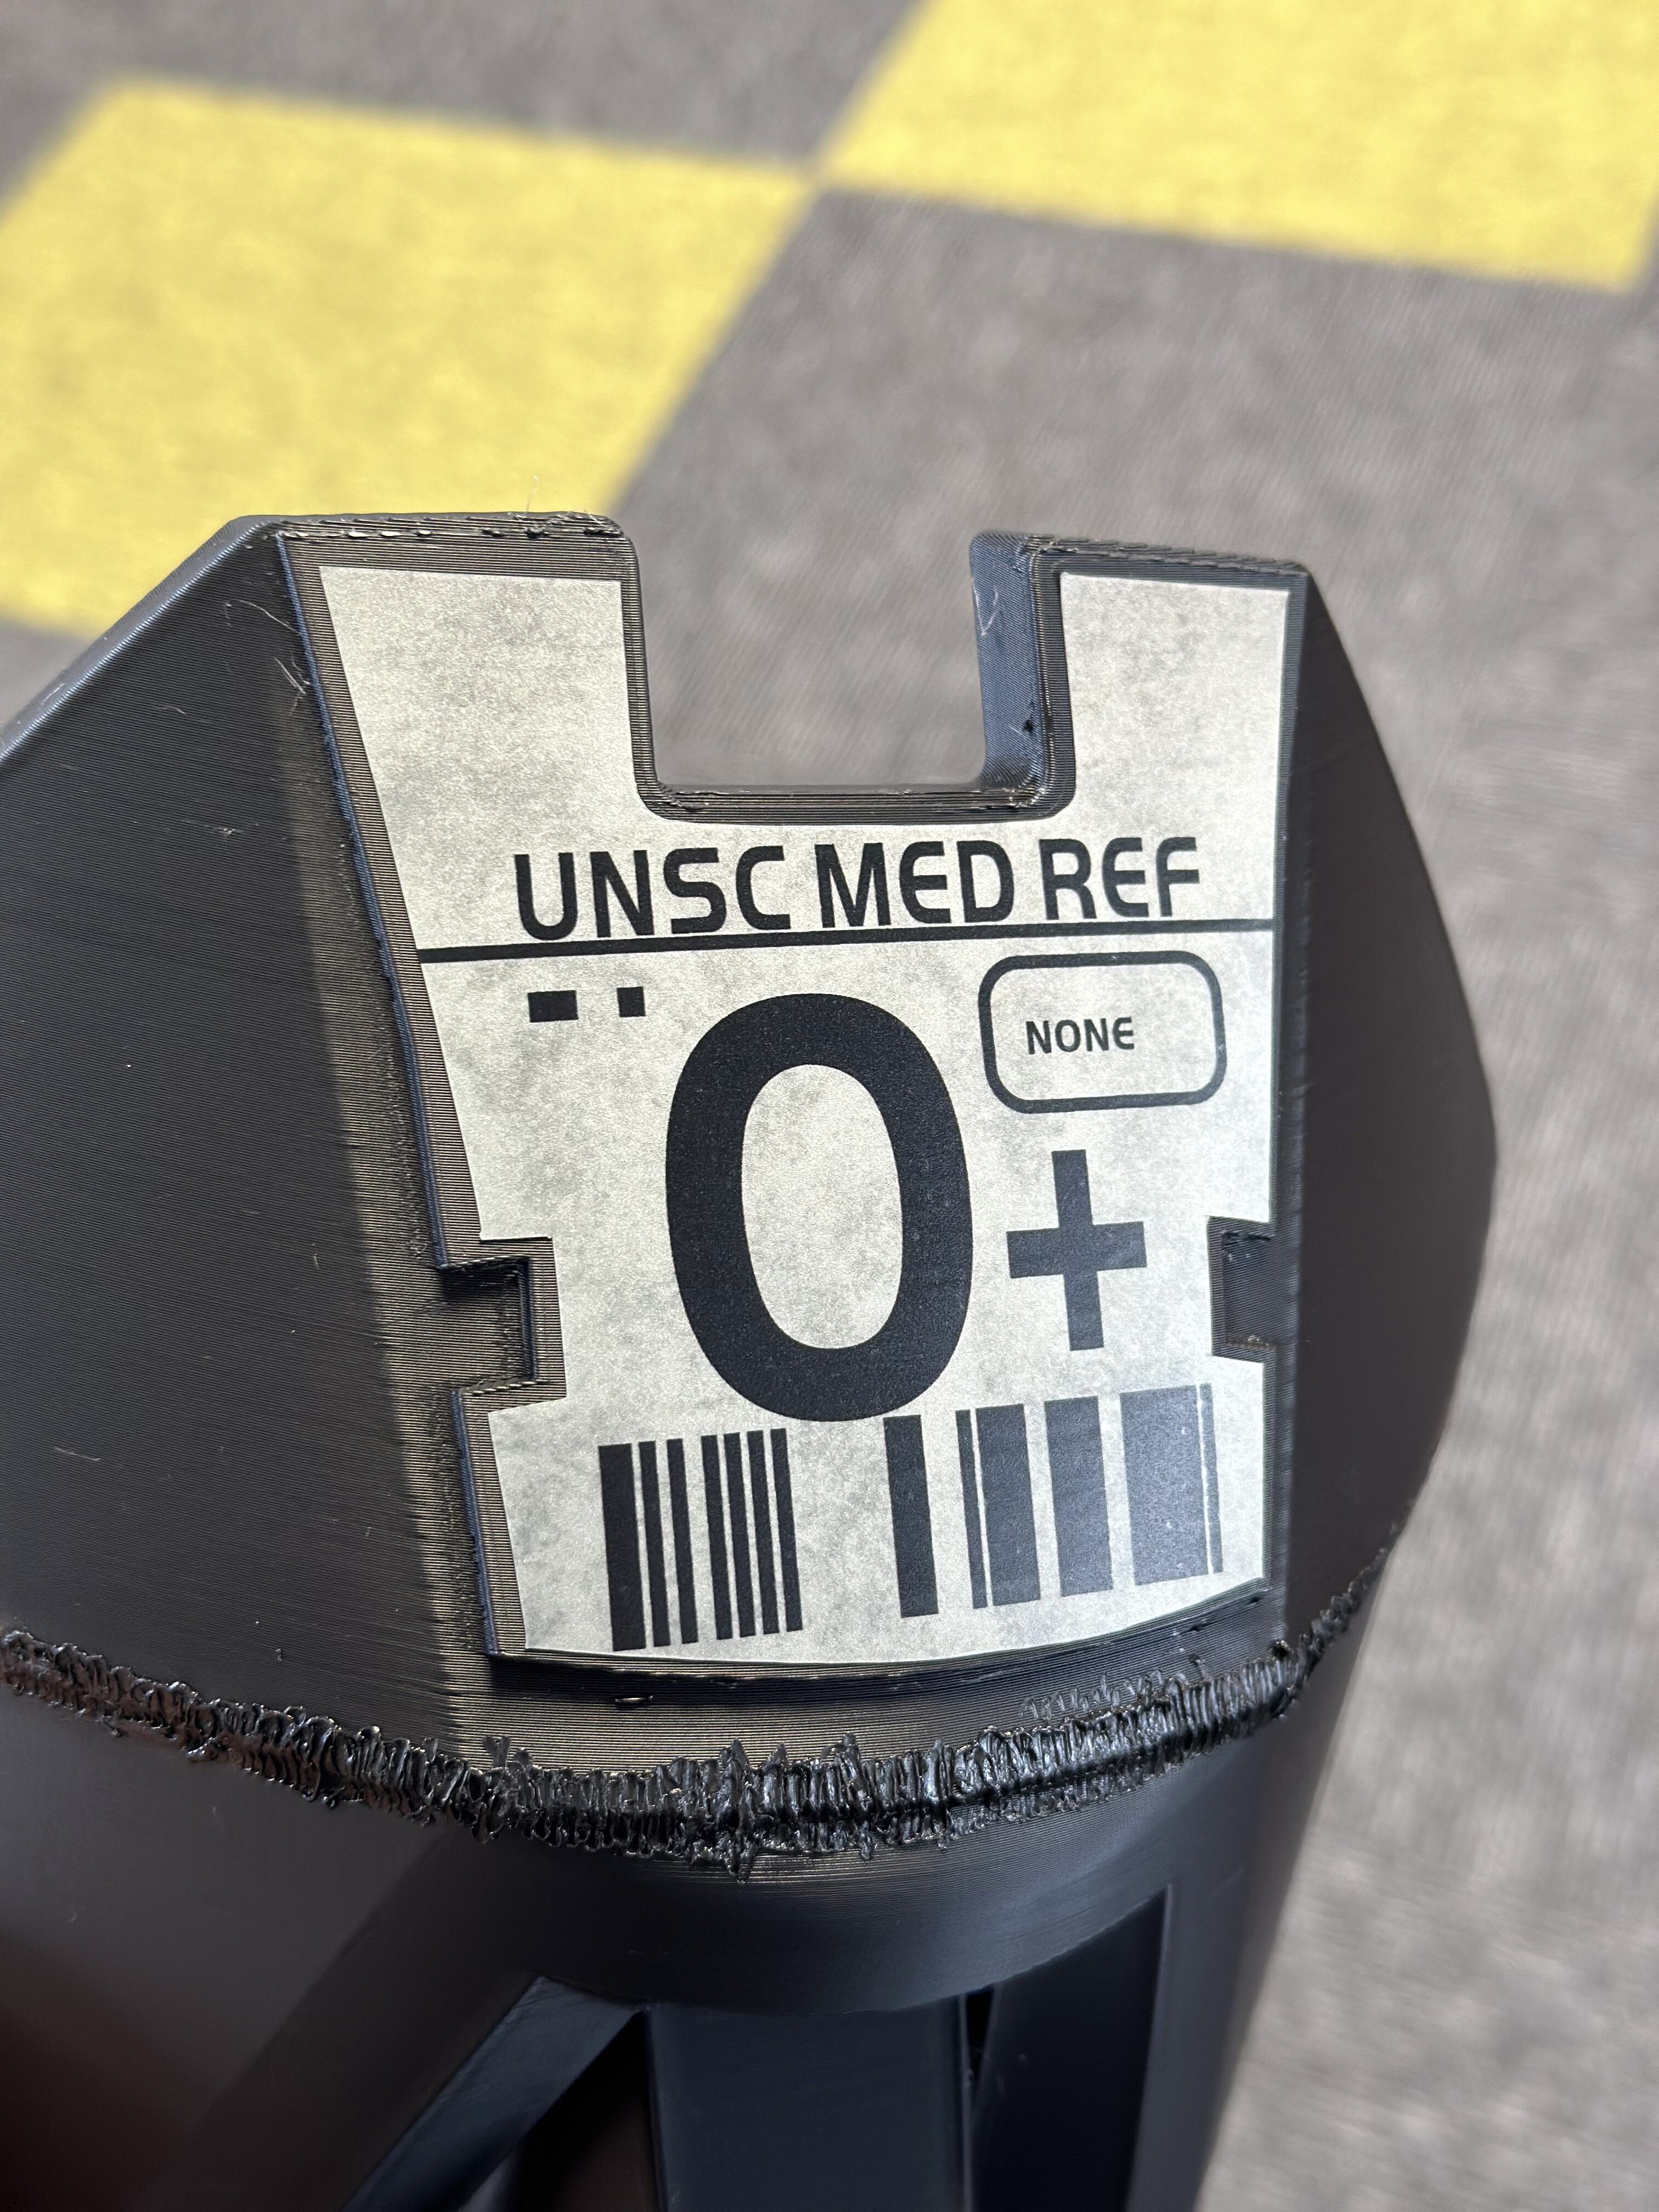 UNSC MED REF
NONE
O+